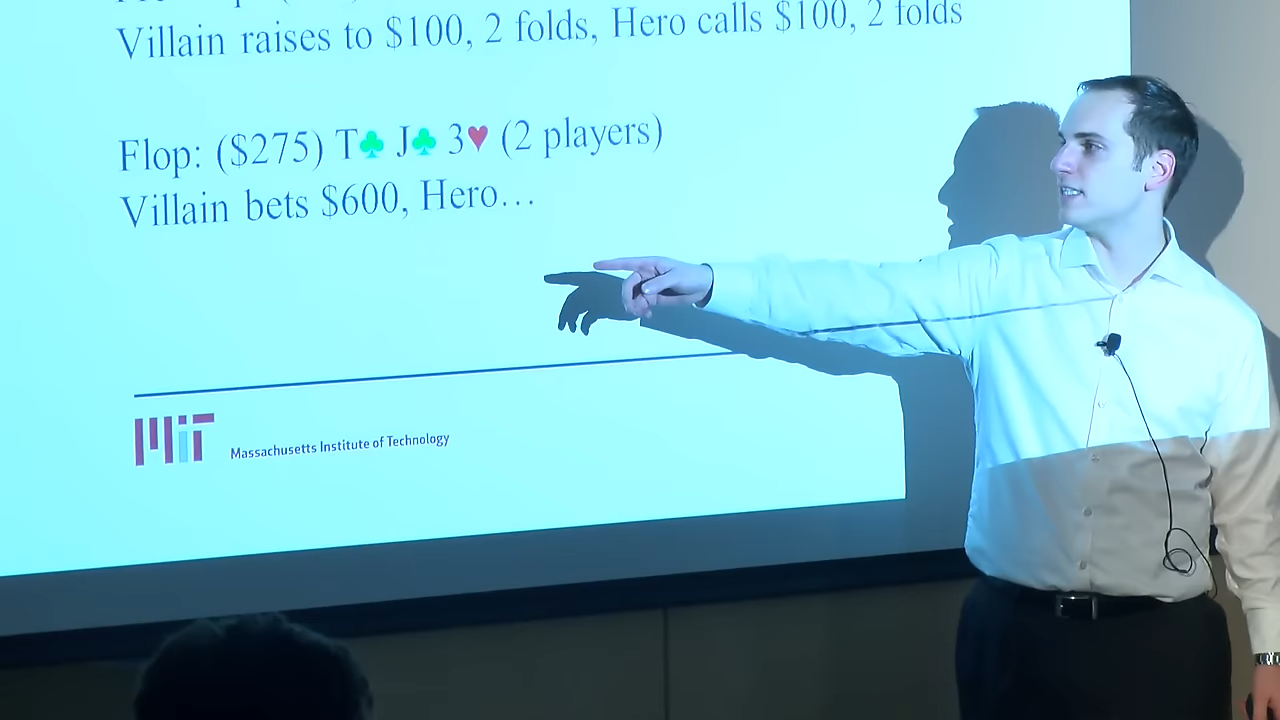 Villain raises to $100, 2 folds, Hero calls $100, 2 folds
Flop: ($275) T♣ J♣ 3♥ (2 players)
Villain bets $600, Hero…
MIT
Massachusetts Institute of Technology